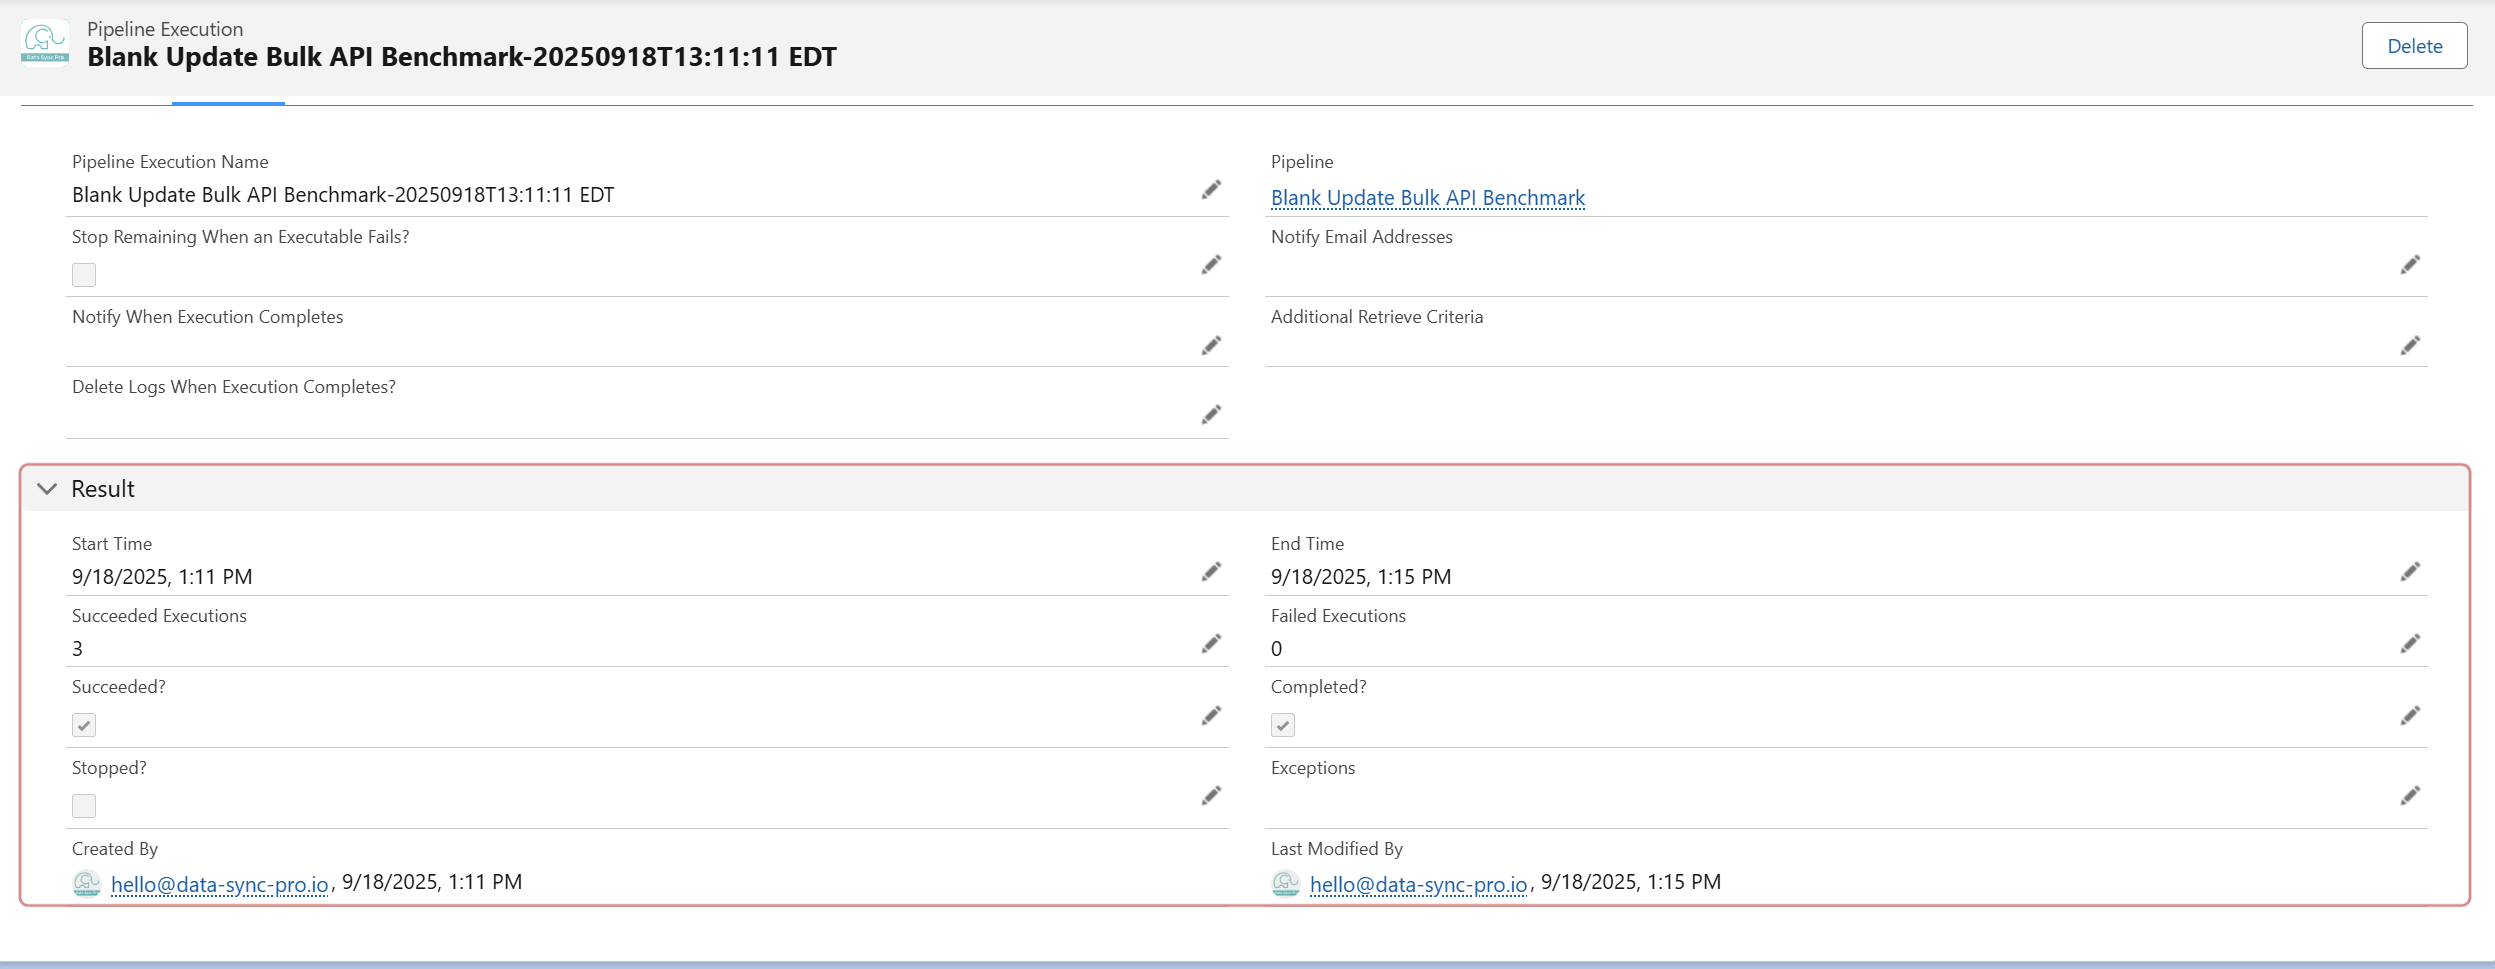 Pipeline Execution
Blank Update Bulk API Benchmark-20250918T13:11:11 EDT
Data Sync Pro
Delete
Pipeline Execution Name
Blank Update Bulk API Benchmark-20250918T13:11:11 EDT
Pipeline
Blank Update Bulk API Benchmark
Stop Remaining When an Executable Fails?
Notify Email Addresses
Notify When Execution Completes
Additional Retrieve Criteria
Delete Logs When Execution Completes?
Result
Start Time
9/18/2025, 1:11 PM
End Time
9/18/2025, 1:15 PM
Succeeded Executions
3
Failed Executions
0
Succeeded?
Completed?
Stopped?
Exceptions
Created By
hello@data-sync-pro.io, 9/18/2025, 1:11 PM
Last Modified By
hello@data-sync-pro.io, 9/18/2025, 1:15 PM